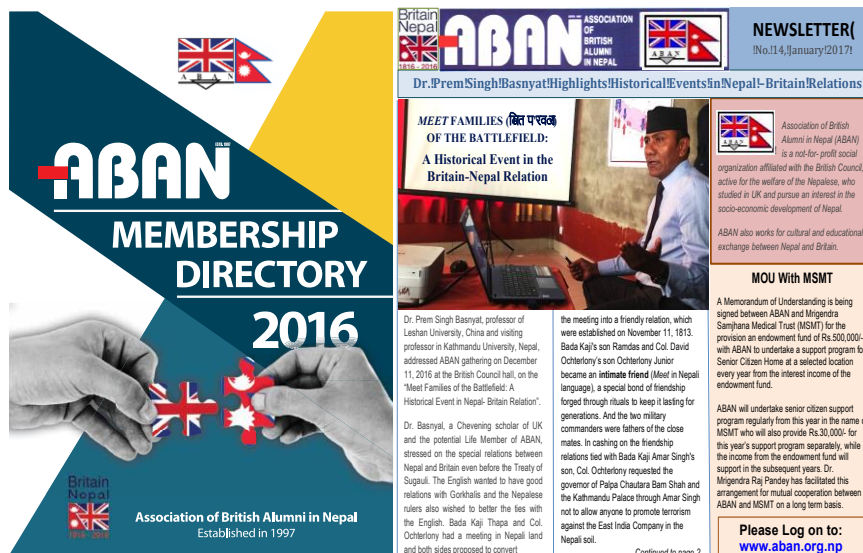 ABAN
ESTD. 1997
ABAN
MEMBERSHIP
DIRECTORY
2016
Britain
Nepal
1816 - 2016
Association of British Alumni in Nepal
Established in 1997
Britain
Nepal
1816 - 2016
ABAN
ASSOCIATION
OF
BRITISH
ALUMNI
IN NEPAL
ABAN
NEWSLETTER(
!No.!14,!January!2017!
Dr.!Prem!Singh!Basnyat!Highlights!Historical!Events!in!Nepal!–Britain!Relations
MEET FAMILIES
OF THE BATTLEFIELD:
A Historical Event in the
Britain-Nepal Relation
Dr. Prem Singh Basnyat, professor of
Leshan University, China and visiting
professor in Kathmandu University, Nepal,
addressed ABAN gathering on December
11, 2016 at the British Council hall, on the
"Meet Families of the Battlefield: A
Historical Event in Nepal- Britain Relation".
Dr. Basnyal, a Chevening scholar of UK
and the potential Life Member of ABAN,
stressed on the special relations between
Nepal and Britain even before the Treaty of
Sugauli. The English wanted to have good
relations with Gorkhalis and the Nepalese
rulers also wished to better the ties with
the English. Bada Kaji Thapa and Col.
Ochterlony had a meeting in Nepali land
and both sides proposed to convert
the meeting into a friendly relation, which
were established on November 11, 1813.
Bada Kaji's son Ramdas and Col. David
Ochterlony's son Ochterlony Junior
became an intimate friend (Meet in Nepali
language), a special bond of friendship
forged through rituals to keep it lasting for
generations. And the two military
commanders were fathers of the close
mates. In cashing on the friendship
relations tied with Bada Kaji Amar Singh's
son, Col. Ochterlony requested the
governor of Palpa Chautara Bam Shah and
the Kathmandu Palace through Amar Singh
not to allow anyone to promote terrorism
against the East India Company in the
Nepali soil.
Continued to page 2
ABAN
Association of British
Alumni in Nepal (ABAN)
is a not-for- profit social
organization affiliated with the British Council,
active for the welfare of the Nepalese, who
studied in UK and pursue an interest in the
socio-economic development of Nepal.
ABAN also works for cultural and educational
exchange between Nepal and Britain.
MOU With MSMT
A Memorandum of Understanding is being
signed between ABAN and Mrigendra
Samjhana Medical Trust (MSMT) for the
provision an endowment fund of Rs.500,000/-
with ABAN to undertake a support program for
Senior Citizen Home at a selected location
every year from the interest income of the
endowment fund.
ABAN will undertake senior citizen support
program regularly from this year in the name
MSMT who will also provide Rs.30,000/- for
this year's support program separately, while
the income from the endowment fund will
support in the subsequent years. Dr.
Mrigendra Raj Pandey has facilitated this
arrangement for mutual cooperation between
ABAN and MSMT on a long term basis.
Please Log on to:
www.aban.org.np